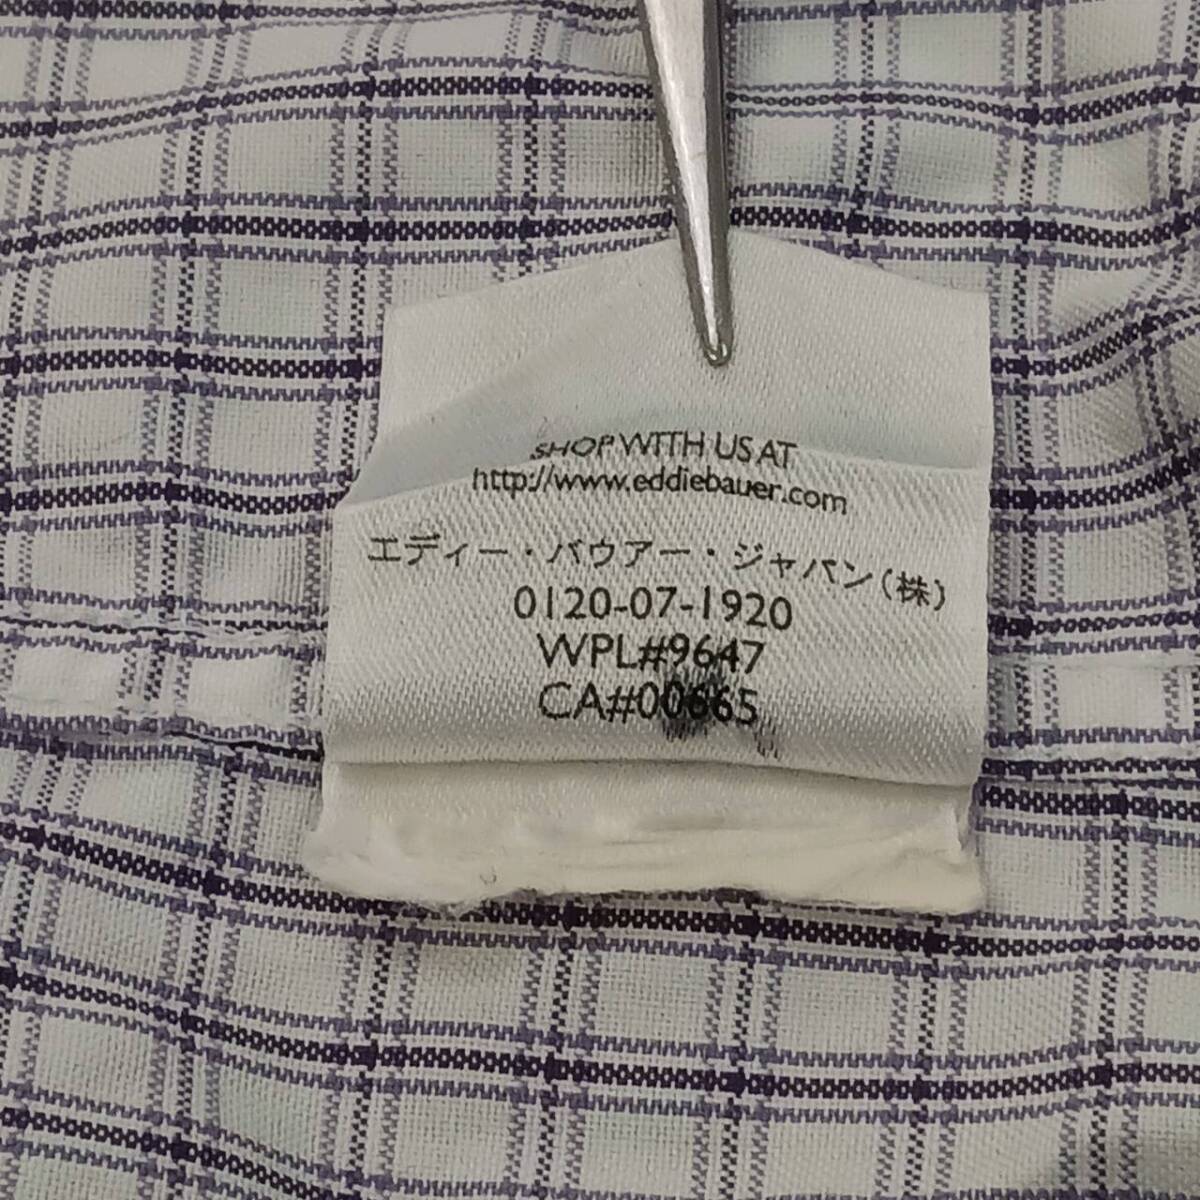 SHOP WITH US AT
http://www.eddiebauer.com
エディー・バウアー・ジャパン(株)
0120-07-1920
WPL#9647
CA#00665